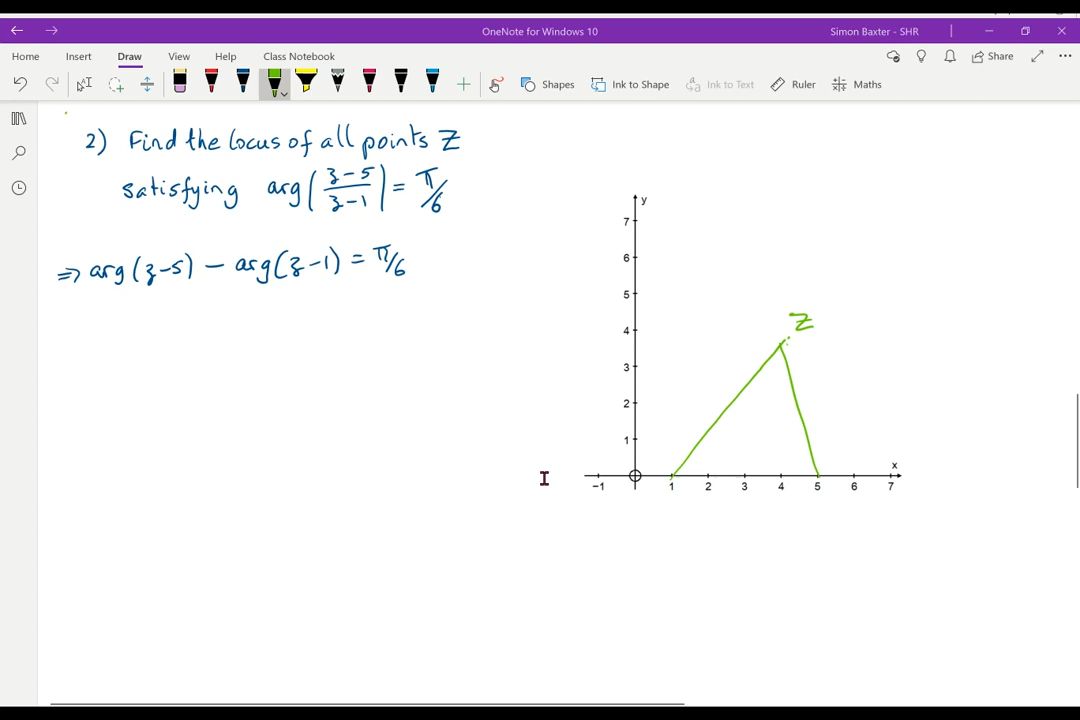 OneNote for Windows 10
Simon Baxter - SHR
Home Insert Draw View Help Class Notebook
Share
Shapes Ink to Shape Ink to Text Ruler Maths
2) Find the locus of all points Z
satisfying arg(z-5/z-1) = π/6
⇒ arg(z-5) - arg(z-1) = π/6
y
7
6
5
4
3
2
1
Z
x
-1 1 2 3 4 5 6 7